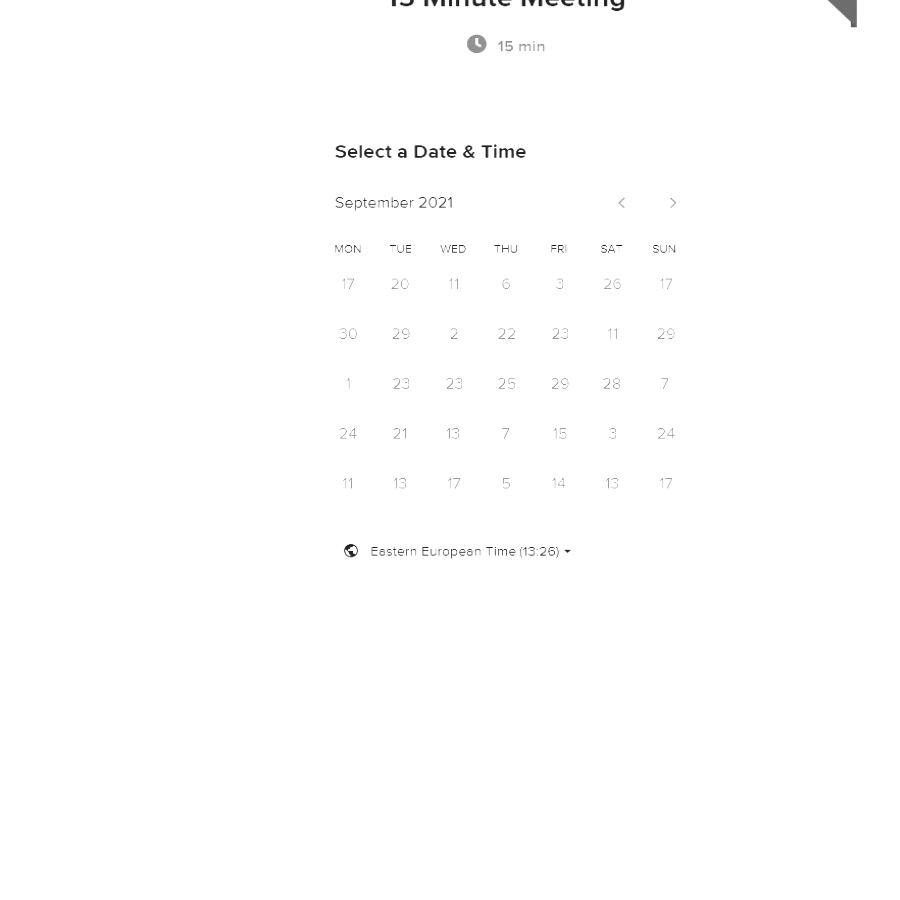 15 Minute Meeting
15 min
Select a Date & Time
September 2021
MON TUE WED THU FRI SAT SUN
17 20 11 6 3 26 17
30 29 2 22 23 11 29
1 23 23 25 29 28 7
24 21 13 7 15 3 24
11 13 17 5 14 13 17
Eastern European Time (13:26)